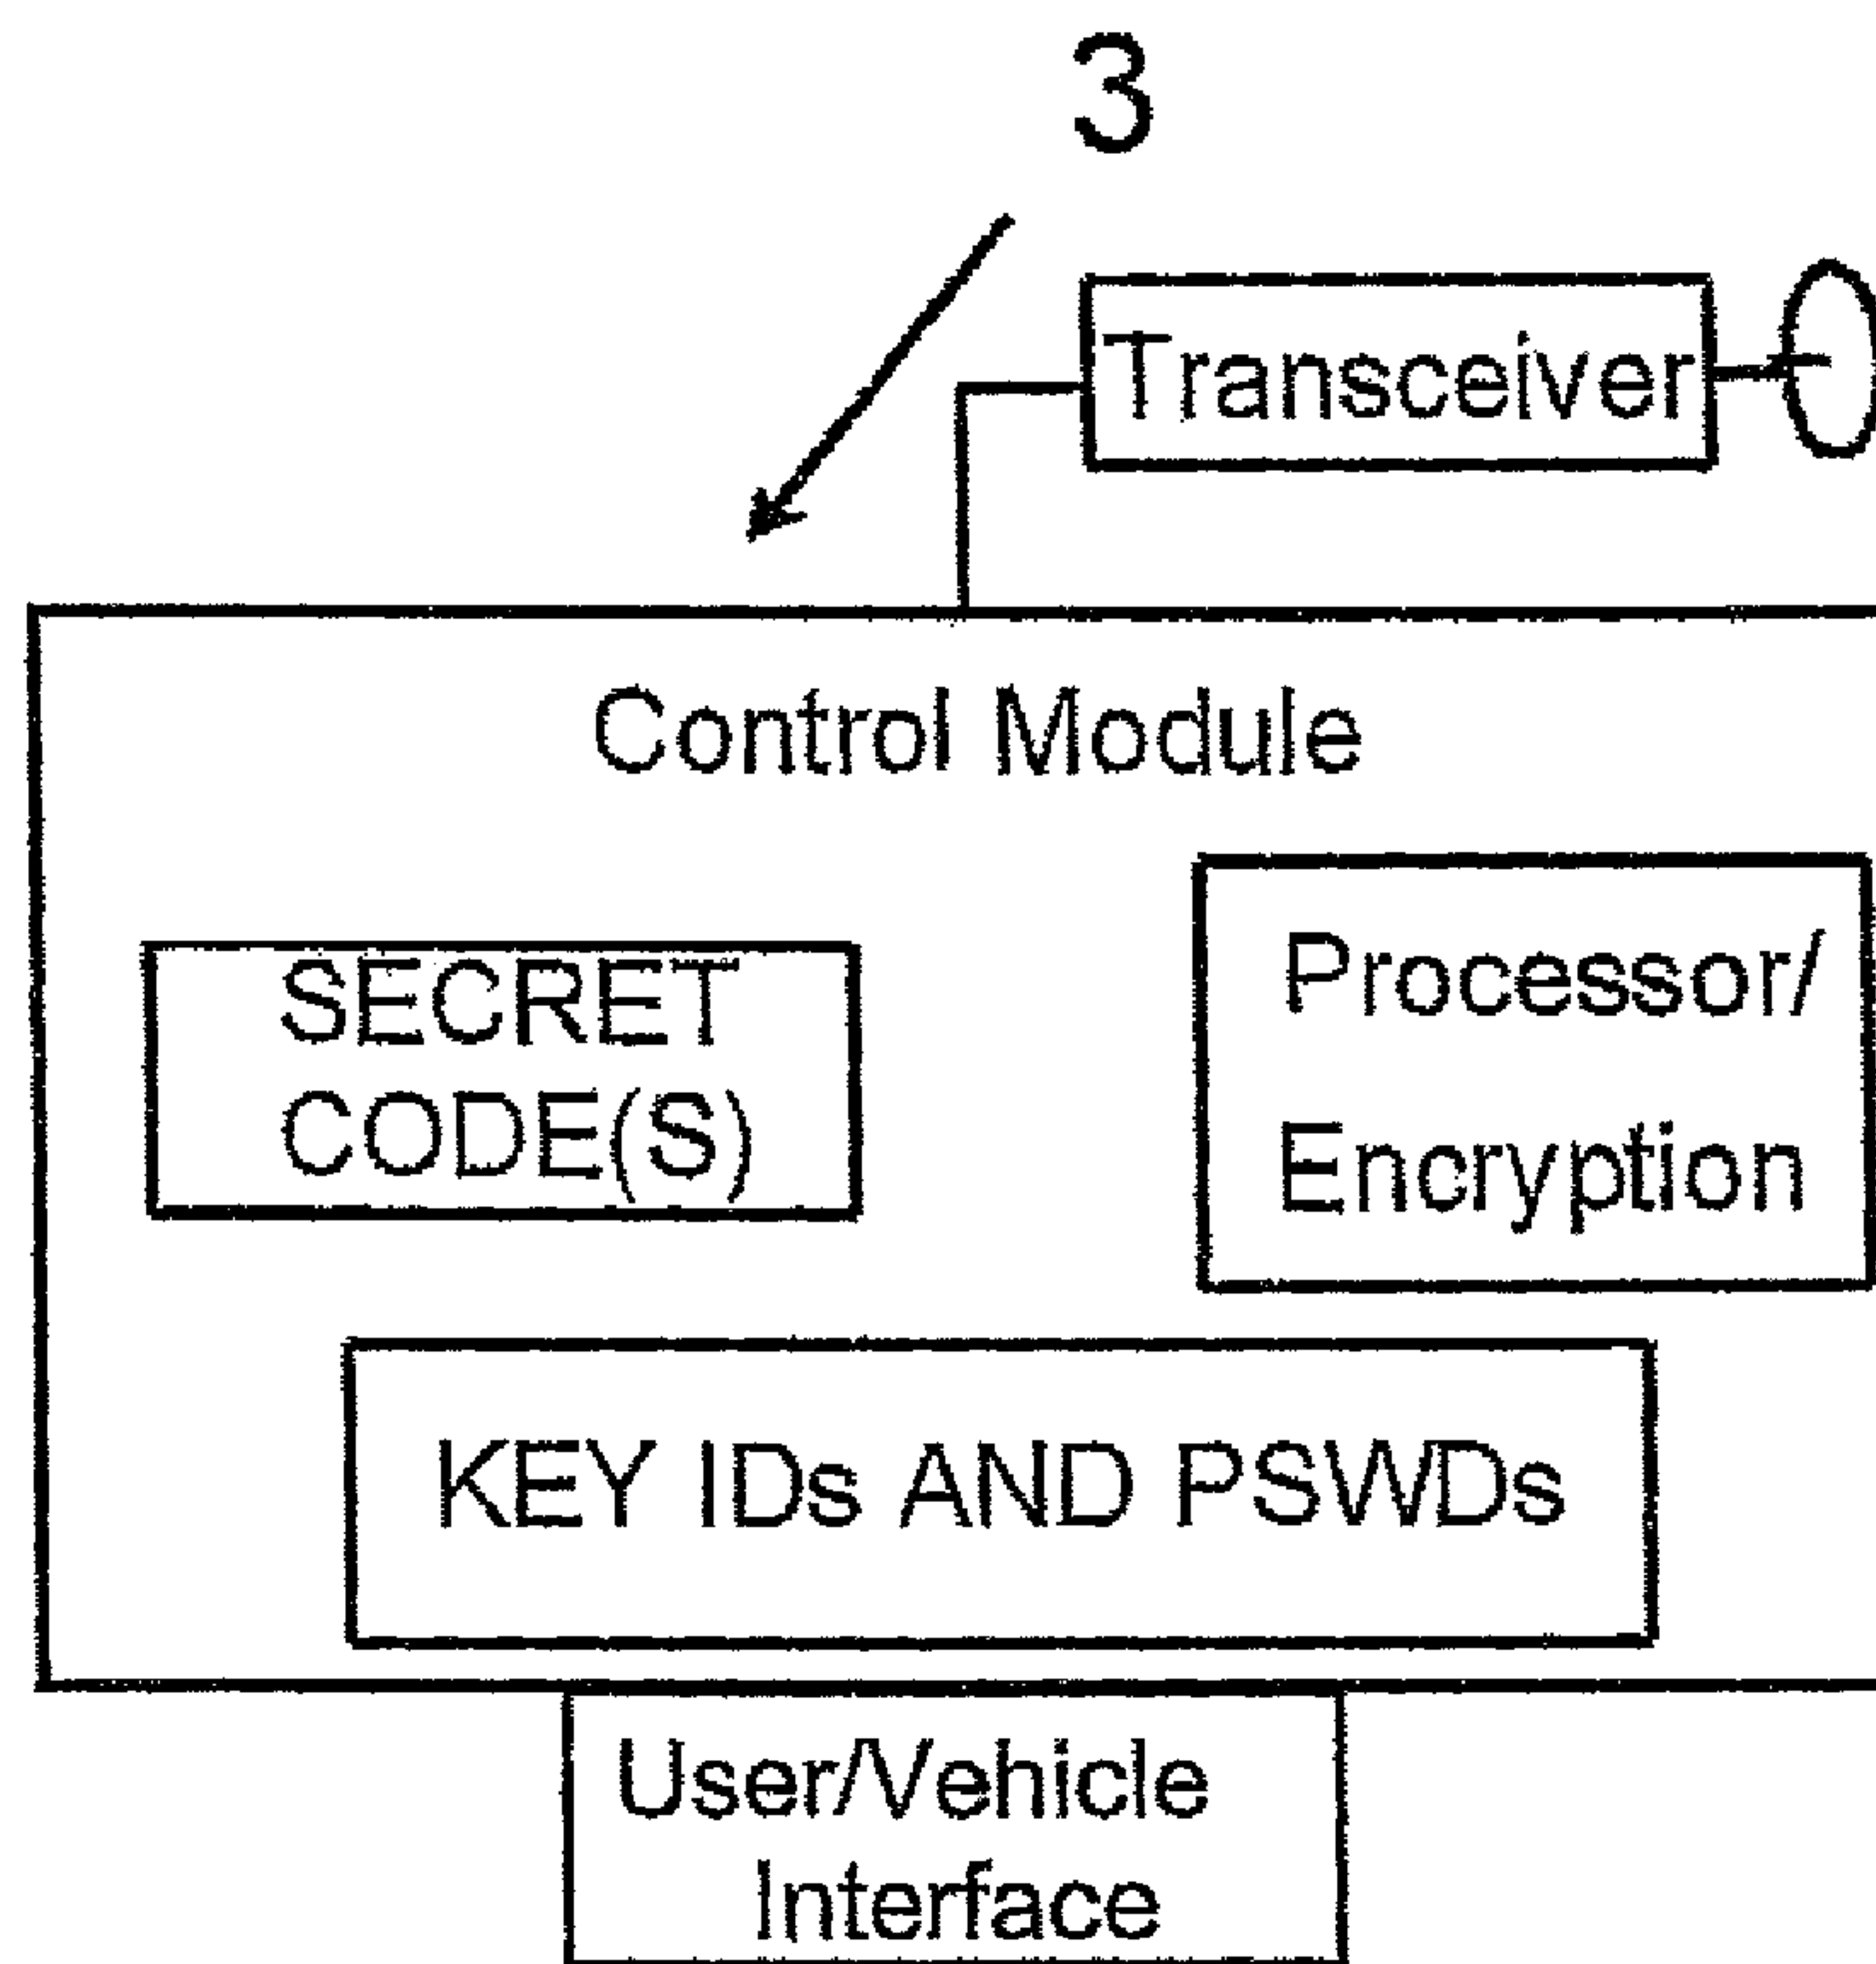 3
Transceiver
Control Module
SECRET
CODE(S)
Processor/
Encryption
KEY IDs AND PSWDs
User/Vehicle
Interface